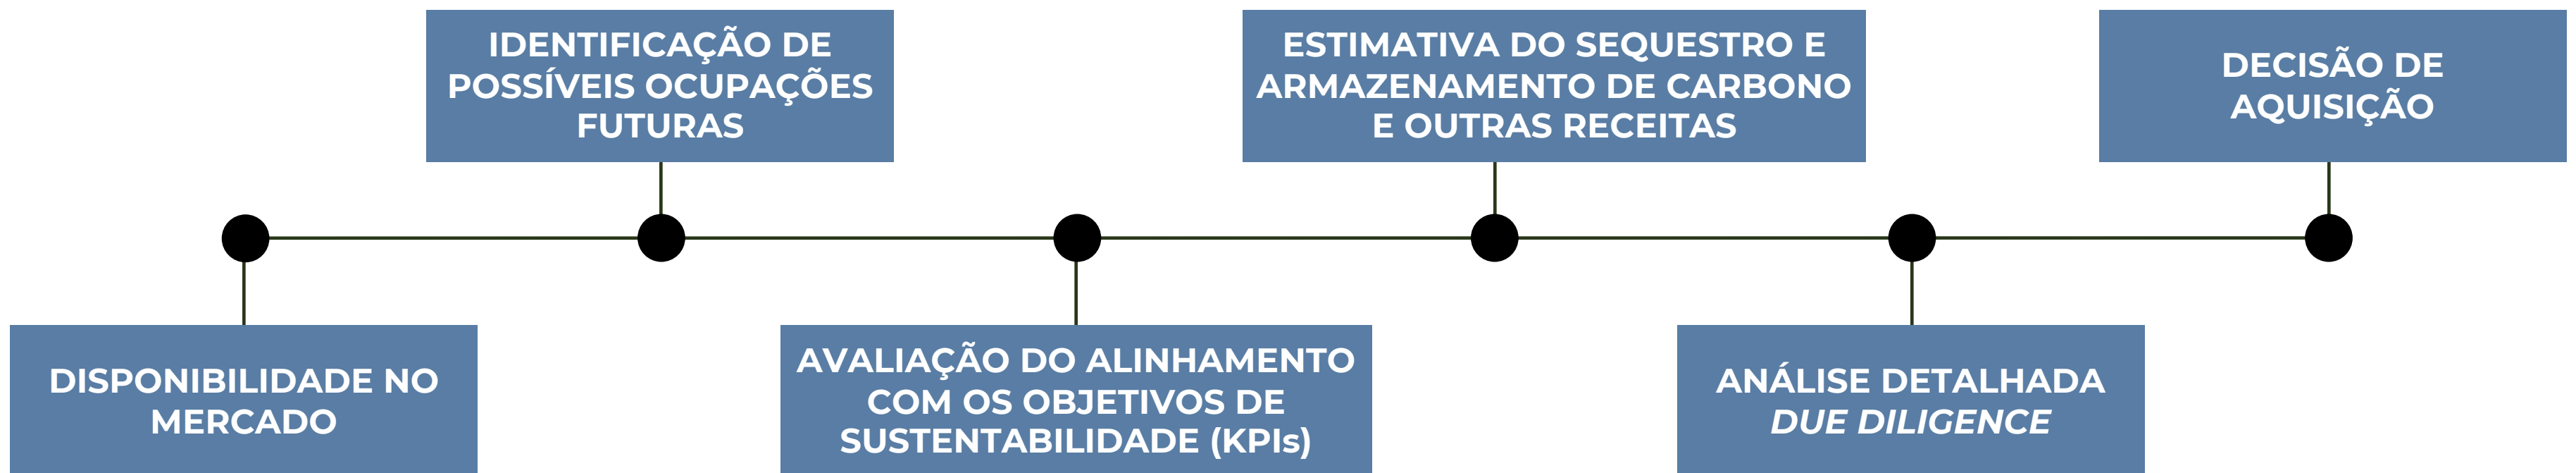 DISPONIBILIDADE NO
MERCADO
IDENTIFICAÇÃO DE
POSSÍVEIS OCUPAÇÕES
FUTURAS
AVALIAÇÃO DO ALINHAMENTO
COM OS OBJETIVOS DE
SUSTENTABILIDADE (KPIs)
ESTIMATIVA DO SEQUESTRO E
ARMAZENAMENTO DE CARBONO
E OUTRAS RECEITAS
ANÁLISE DETALHADA
DUE DILIGENCE
DECISÃO DE
AQUISIÇÃO